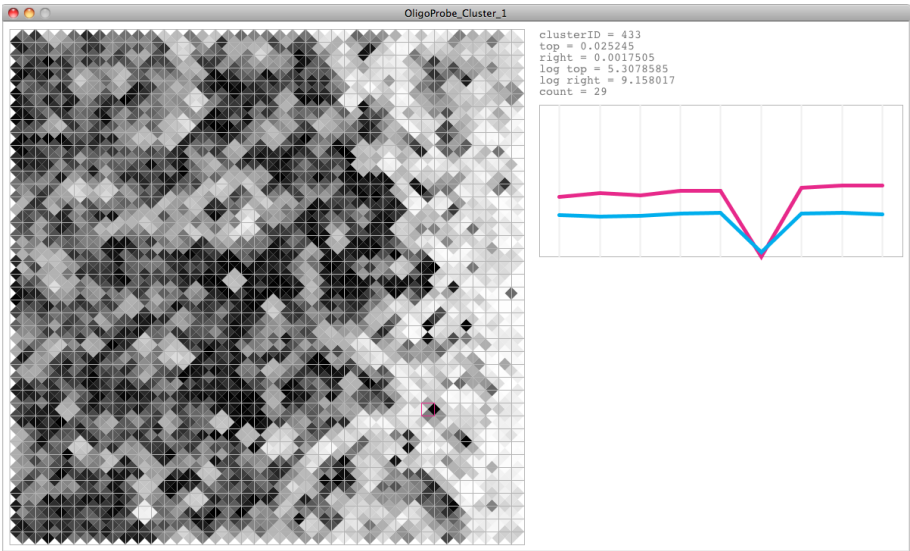 OligoProbe_Cluster_1
clusterID = 433
top = 0.025245
right = 0.0017505
log top = 5.3078585
log right = 9.158017
count = 29